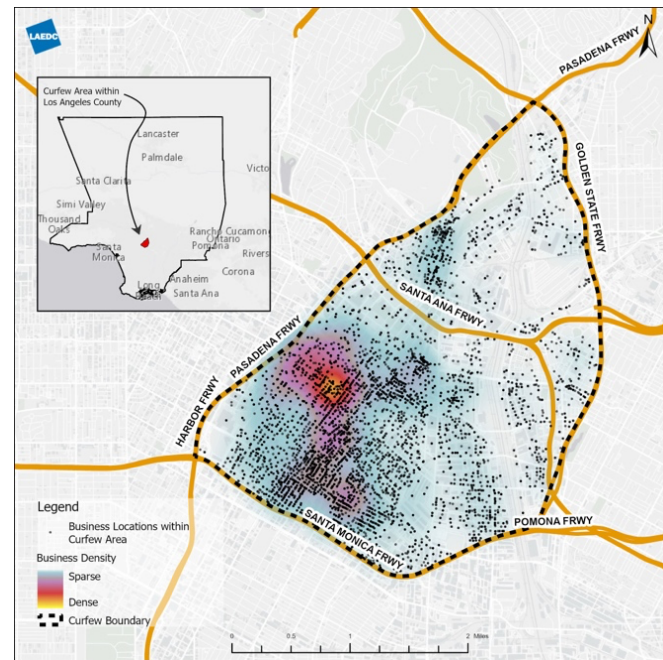 LAEDC
N
PASADENA FRWY
GOLDEN STATE FRWY
Curfew Area within
Los Angeles County
Lancaster
Palmdale
Victo
Santa Clarita
Simi Valley
Thousand
Oaks
Santa
Monica
Rancho Cucamong
Ontario
Pomona
Rivers
Corona
Anaheim
Long
Santa Ana
SANTA ANA FRWY
PASADENA FRWY
HARBOR FRWY
SANTA MONICA FRWY
POMONA FRWY
Legend
Business Locations within
Curfew Area
Business Density
Sparse
Dense
Curfew Boundary
0 0.5 1 2 Miles